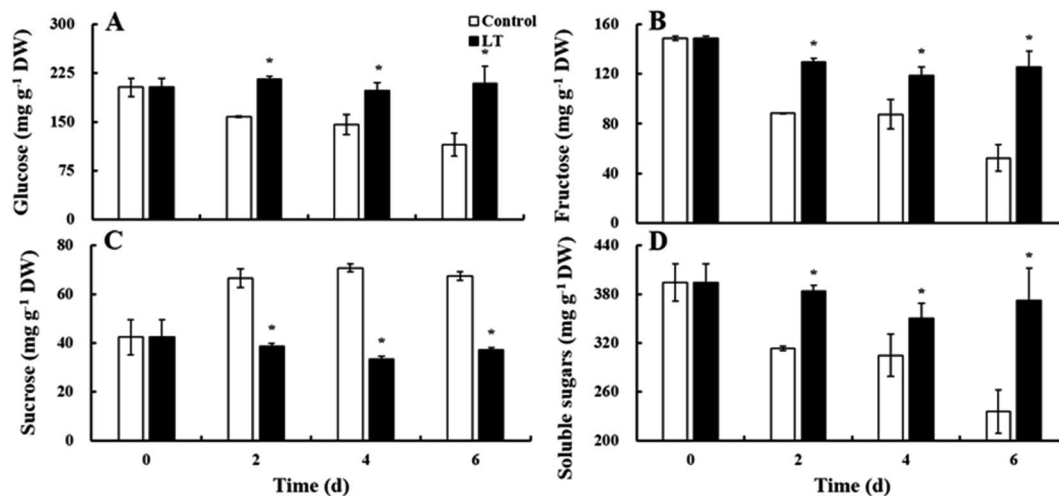 A
Control
LT
Glucose (mg g⁻¹ DW)
300
225
150
75
0
* * *
B
Fructose (mg g⁻¹ DW)
160
120
80
40
0
* * *
C
Sucrose (mg g⁻¹ DW)
80
60
40
20
0
* * *
0 2 4 6
Time (d)
D
Soluble sugars (mg g⁻¹ DW)
440
380
320
260
200
* * *
0 2 4 6
Time (d)